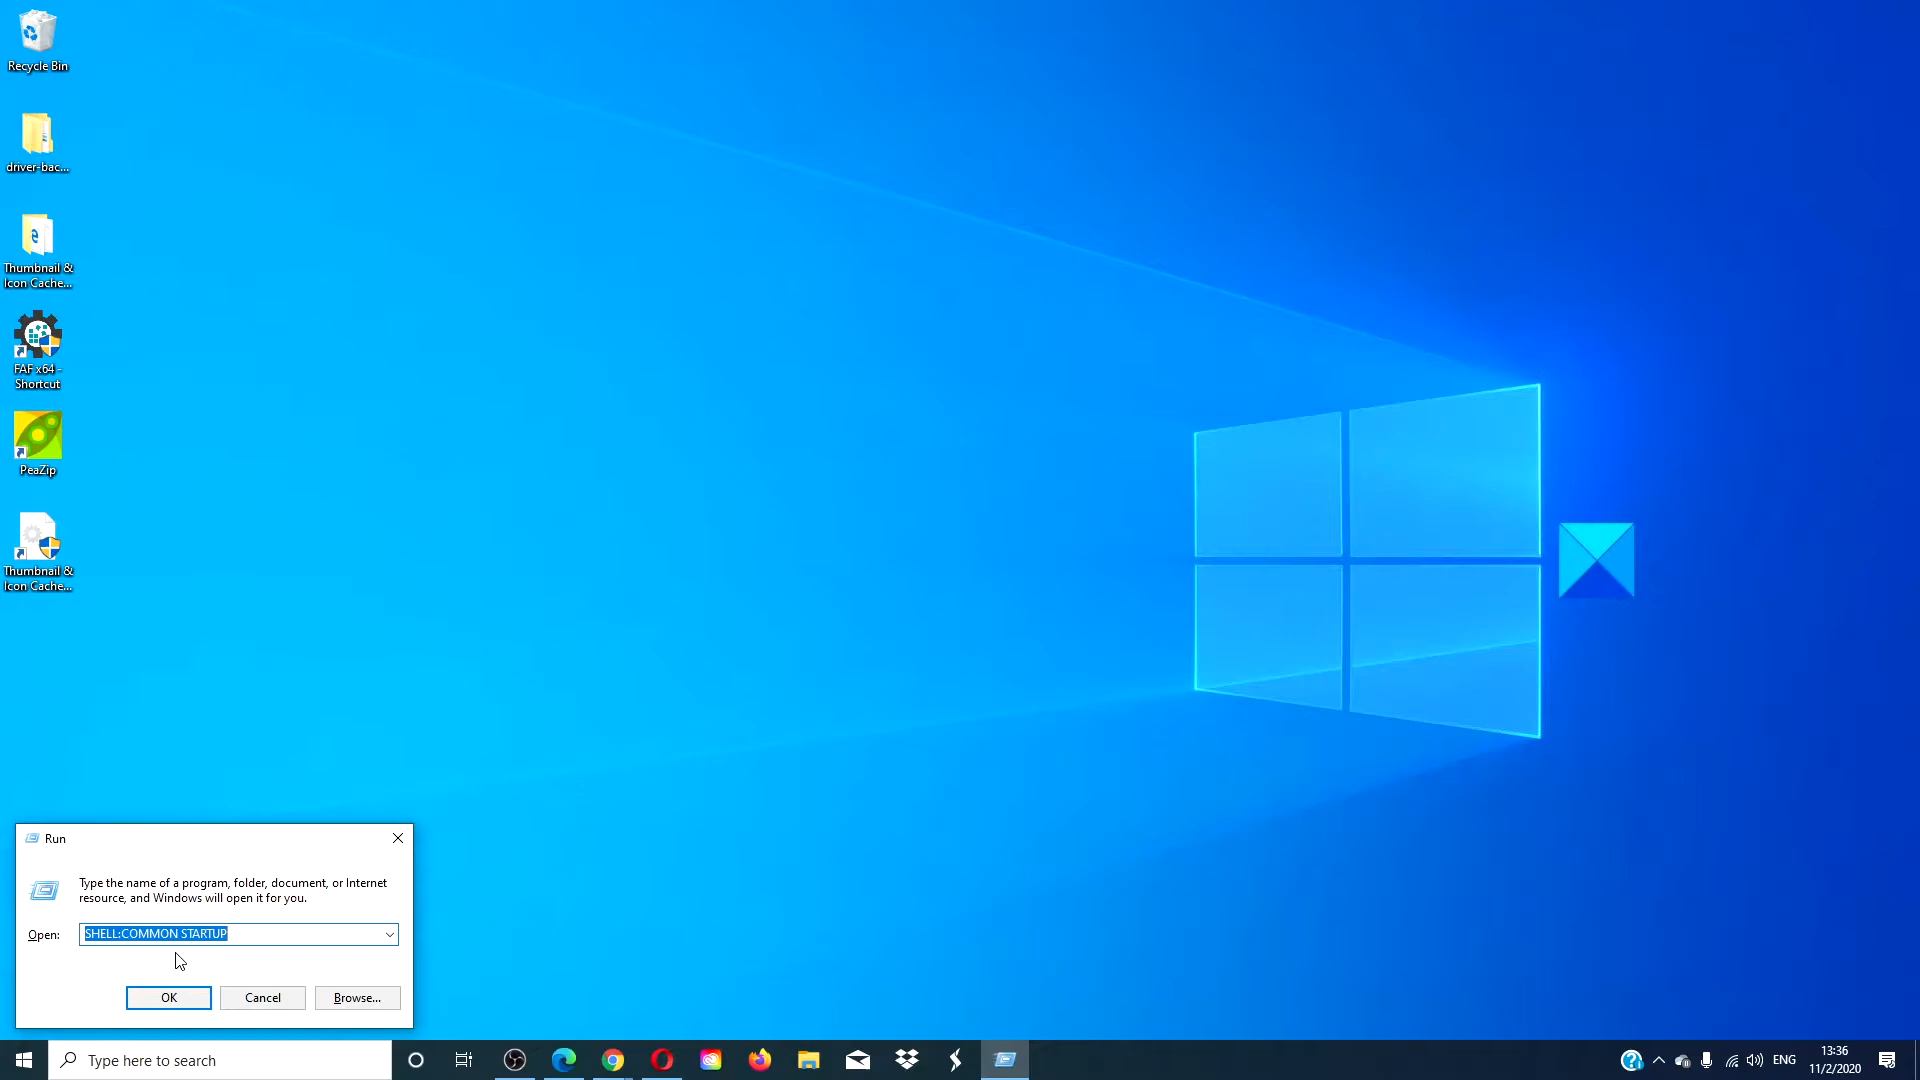 Recycle Bin
driver-bac...
Thumbnail &
Icon Cache...
FAF x64 -
Shortcut
PeaZip
Thumbnail &
Icon Cache...
Run
Type the name of a program, folder, document, or Internet
resource, and Windows will open it for you.
Open: SHELL:COMMON STARTUP
OK Cancel Browse...
Type here to search
ENG
13:36
11/2/2020